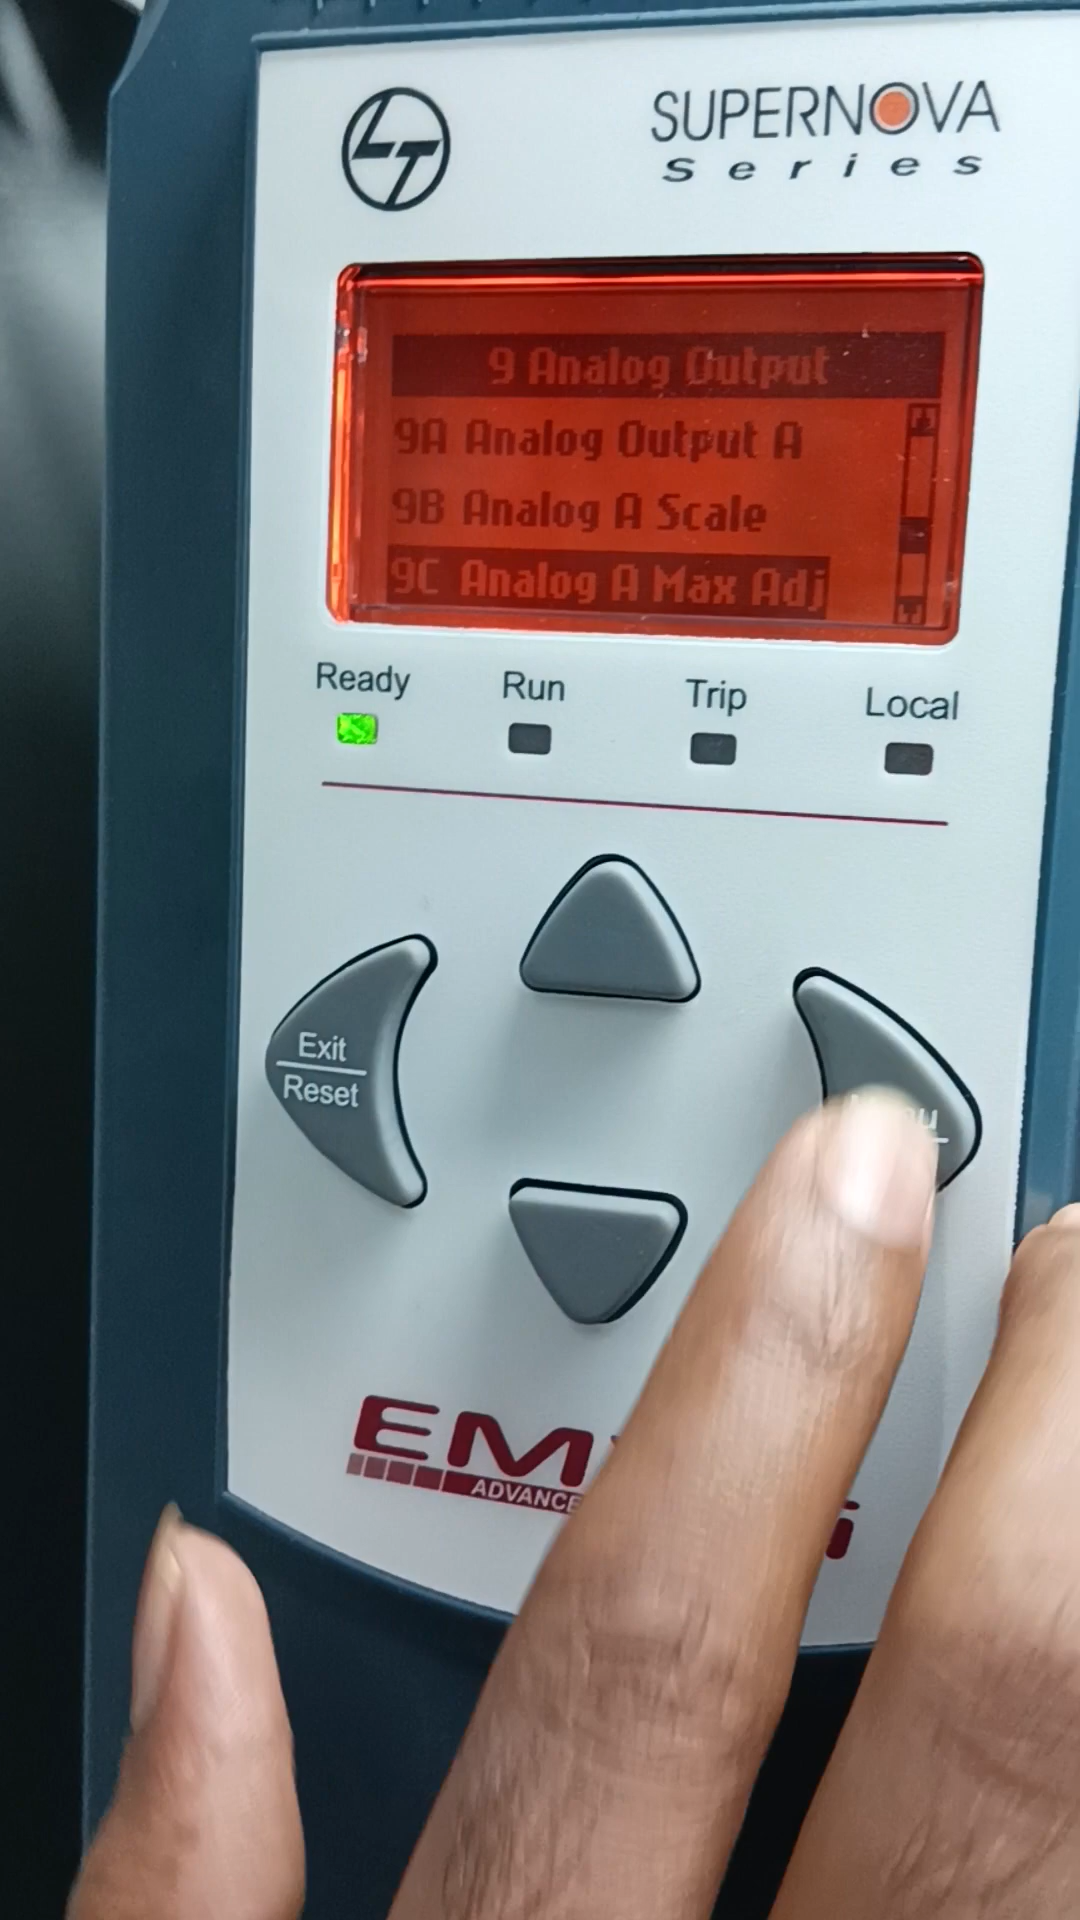 LT
SUPERNOVA
Series
9 Analog Output
9A Analog Output A
9B Analog A Scale
9C Analog A Max Adj
Ready Run Trip Local
Exit
Reset
EM
ADVANCE